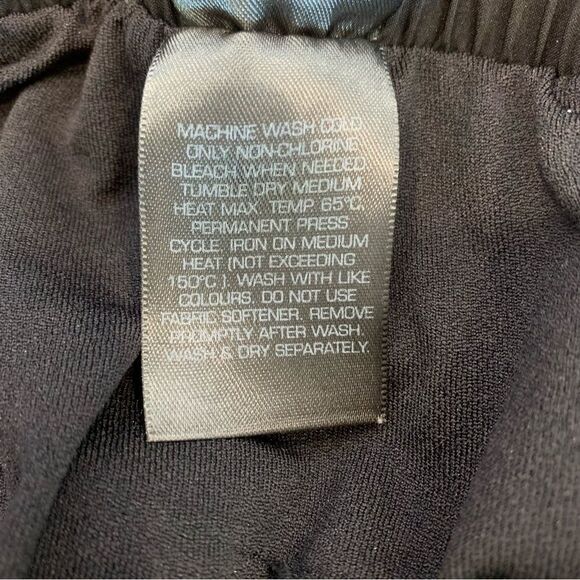 MACHINE WASH COLD
ONLY NON-CHLORINE
BLEACH WHEN NEEDED.
TUMBLE DRY MEDIUM
HEAT MAX. TEMP 65°C.
PERMANENT PRESS
CYCLE. IRON ON MEDIUM
HEAT (NOT EXCEEDING
150°C). WASH WITH LIKE
COLOURS. DO NOT USE
FABRIC SOFTENER. REMOVE
PROMPTLY AFTER WASH.
WASH & DRY SEPARATELY.